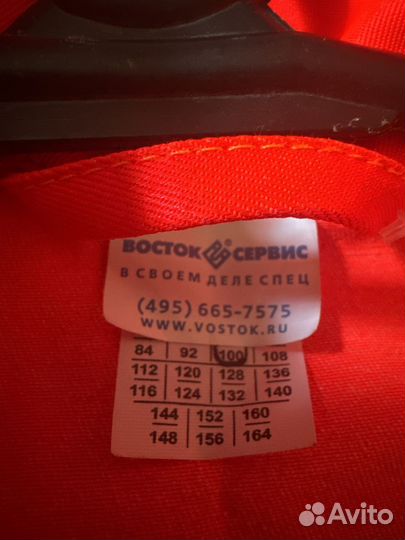 ВОСТОК СЕРВИС
В СВОЕМ ДЕЛЕ СПЕЦ
(495) 665-7575
WWW.VOSTOK.RU
84 92 100 108
112 120 128 136
116 124 132 140
144 152 160
148 156 164
Avito